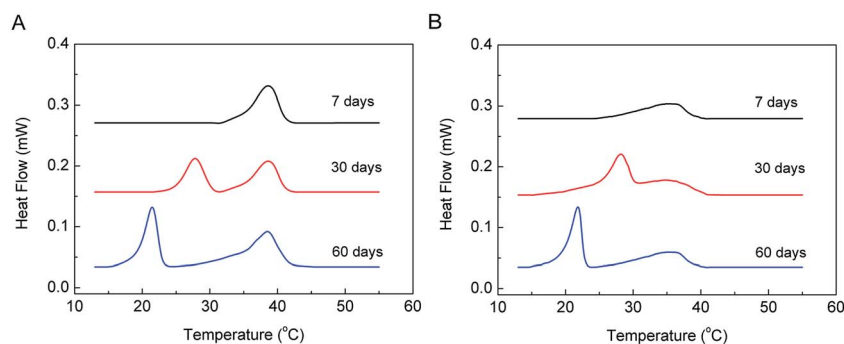 A
0.4
0.3
0.2
0.1
0.0
Heat Flow (mW)
7 days
30 days
60 days
10 20 30 40 50 60
Temperature (°C)
B
0.4
0.3
0.2
0.1
0.0
Heat Flow (mW)
7 days
30 days
60 days
10 20 30 40 50 60
Temperature (°C)